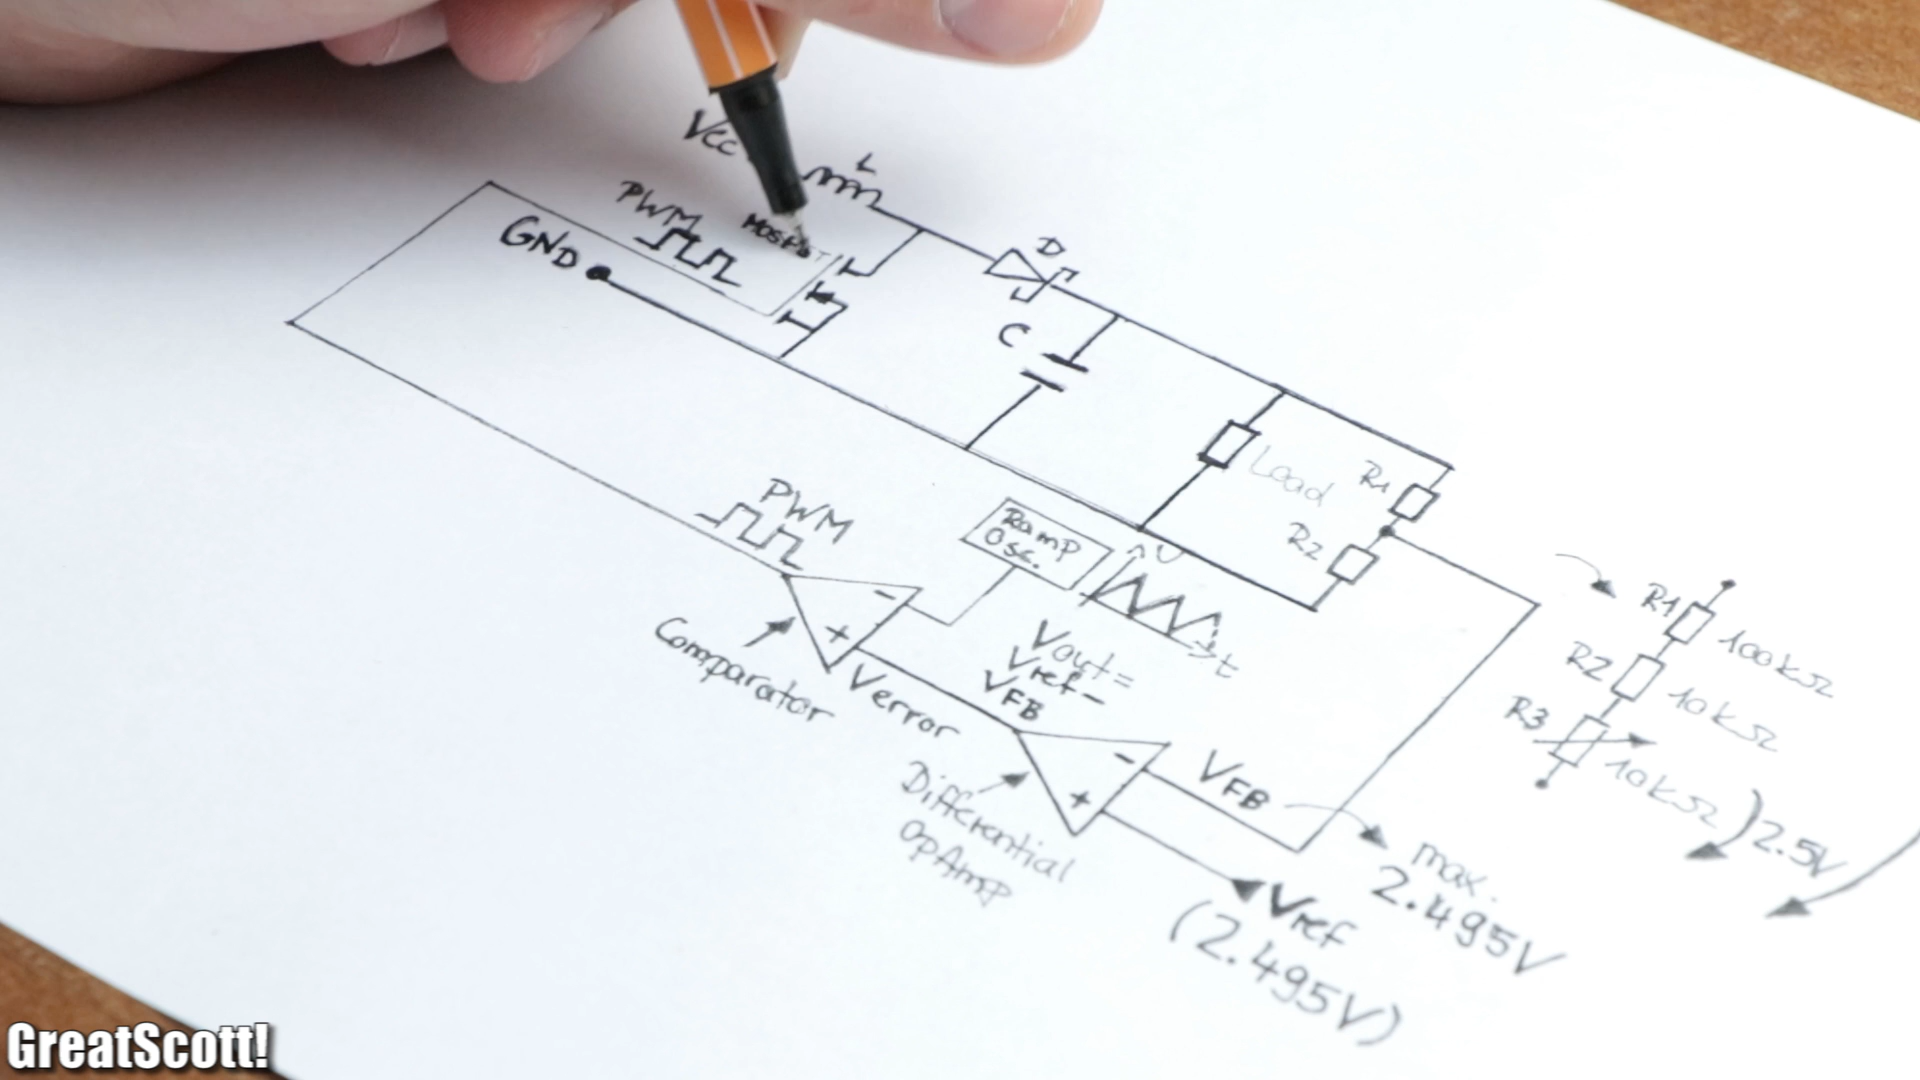 Vcc
L
PWM
MOSFET
GND
D
C
Load
R1
R2
PWM
Ramp
Osc.
U
t
Comparator
+
-
Verror
Vout=
Vref-
VFB
Differential
OpAmp
-
+
VFB
max.
2.495V
Vref
(2.495V)
R1 100kΩ
R2 10kΩ
R3 10kΩ
2.5V
GreatScott!